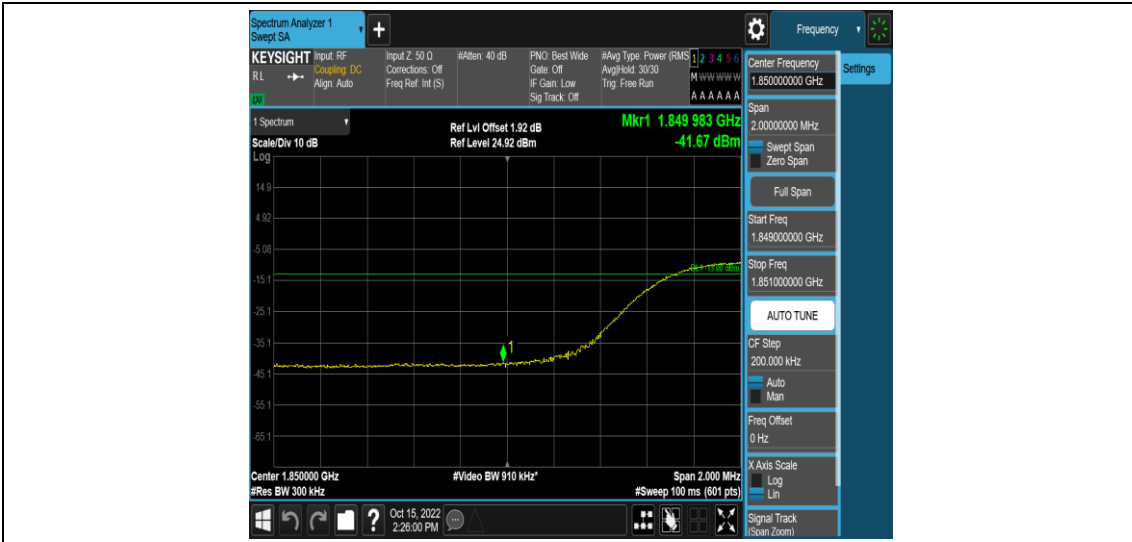 Spectrum Analyzer 1
Swept SA
Frequency
KEYSIGHT
Input: RF
Coupling: DC
Align: Auto
Input Z: 50 Ω
Corrections: Off
Freq Ref: Int (S)
#Atten: 40 dB
PNO: Best Wide
Gate: Off
IF Gain: Low
Sig Track: Off
#Avg Type: Power (RMS
Avg|Hold: 30/30
Trig: Free Run
1 2 3 4 5 6
M W W W W W
A A A A A A
R L
LXI
Settings
1 Spectrum
Scale/Div 10 dB
Log
Ref Lvl Offset 1.92 dB
Ref Level 24.92 dBm
Mkr1 1.849 983 GHz
-41.67 dBm
14.9
4.92
-5.08
-15.1
-25.1
-35.1
-45.1
-55.1
-65.1
DL1 -13.00 dBm
1
Center 1.850000 GHz
#Res BW 300 kHz
#Video BW 910 kHz*
Span 2.000 MHz
#Sweep 100 ms (601 pts)
Center Frequency
1.850000000 GHz
Span
2.00000000 MHz
Swept Span
Zero Span
Full Span
Start Freq
1.849000000 GHz
Stop Freq
1.851000000 GHz
AUTO TUNE
CF Step
200.000 kHz
Auto
Man
Freq Offset
0 Hz
X Axis Scale
Log
Lin
Signal Track
(Span Zoom)
?
Oct 15, 2022
2:26:00 PM